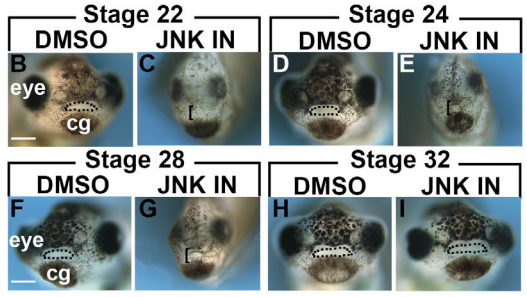 Stage 22 Stage 24
DMSO JNK IN DMSO JNK IN
B C D E
eye
cg
Stage 28 Stage 32
DMSO JNK IN DMSO JNK IN
F G H I
eye
cg